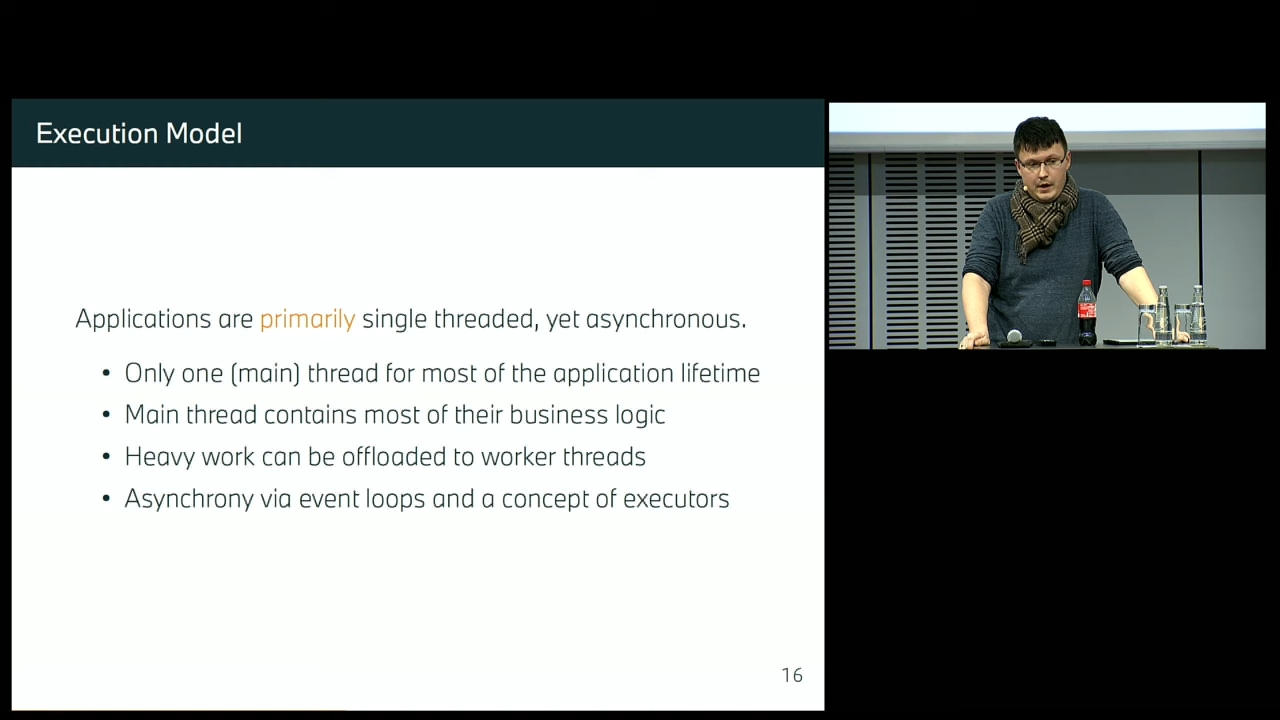 Execution Model
Applications are primarily single threaded, yet asynchronous.
• Only one (main) thread for most of the application lifetime
• Main thread contains most of their business logic
• Heavy work can be offloaded to worker threads
• Asynchrony via event loops and a concept of executors
16